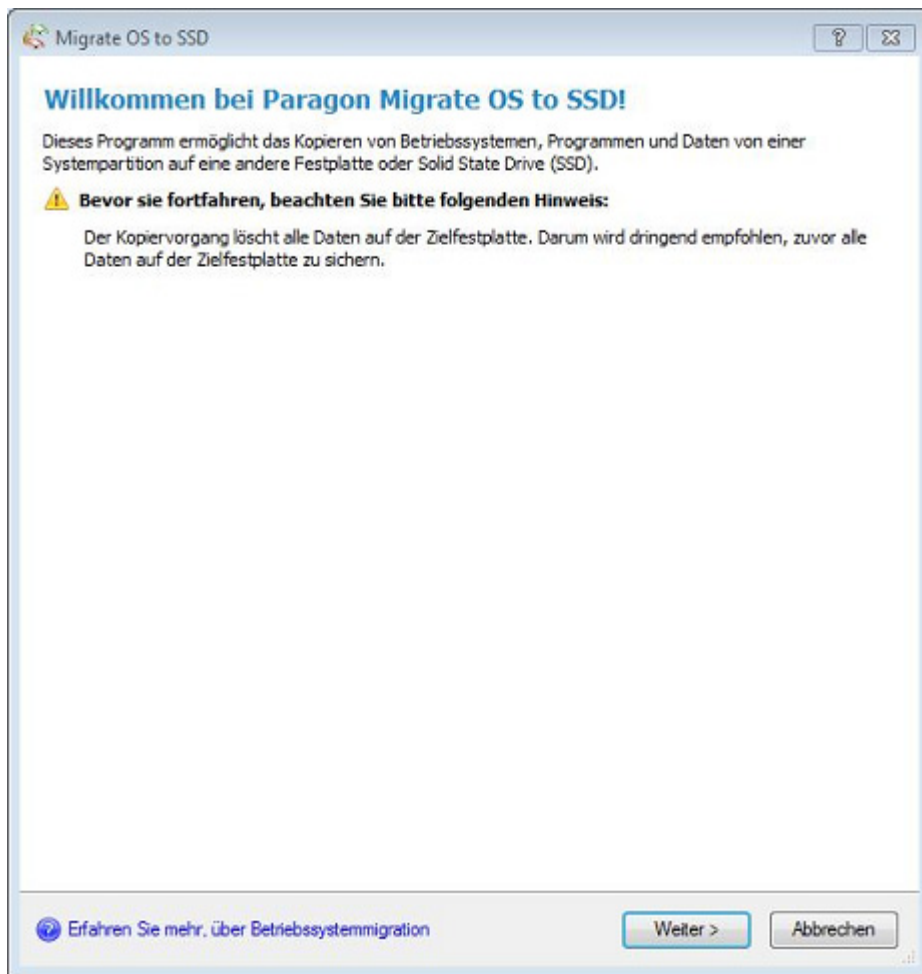 Migrate OS to SSD
Willkommen bei Paragon Migrate OS to SSD!
Dieses Programm ermöglicht das Kopieren von Betriebssystemen, Programmen und Daten von einer
Systempartition auf eine andere Festplatte oder Solid State Drive (SSD).
Bevor sie fortfahren, beachten Sie bitte folgenden Hinweis:
Der Kopiervorgang löscht alle Daten auf der Zielfestplatte. Darum wird dringend empfohlen, zuvor alle
Daten auf der Zielfestplatte zu sichern.
Erfahren Sie mehr, über Betriebssystemmigration
Weiter >
Abbrechen